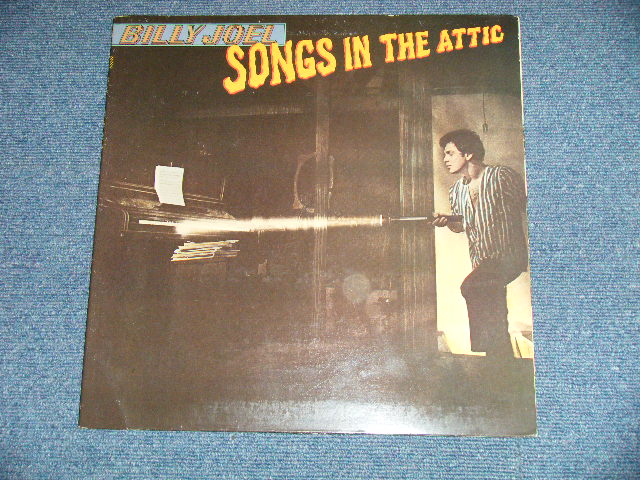 BILLY JOEL
SONGS IN THE ATTIC